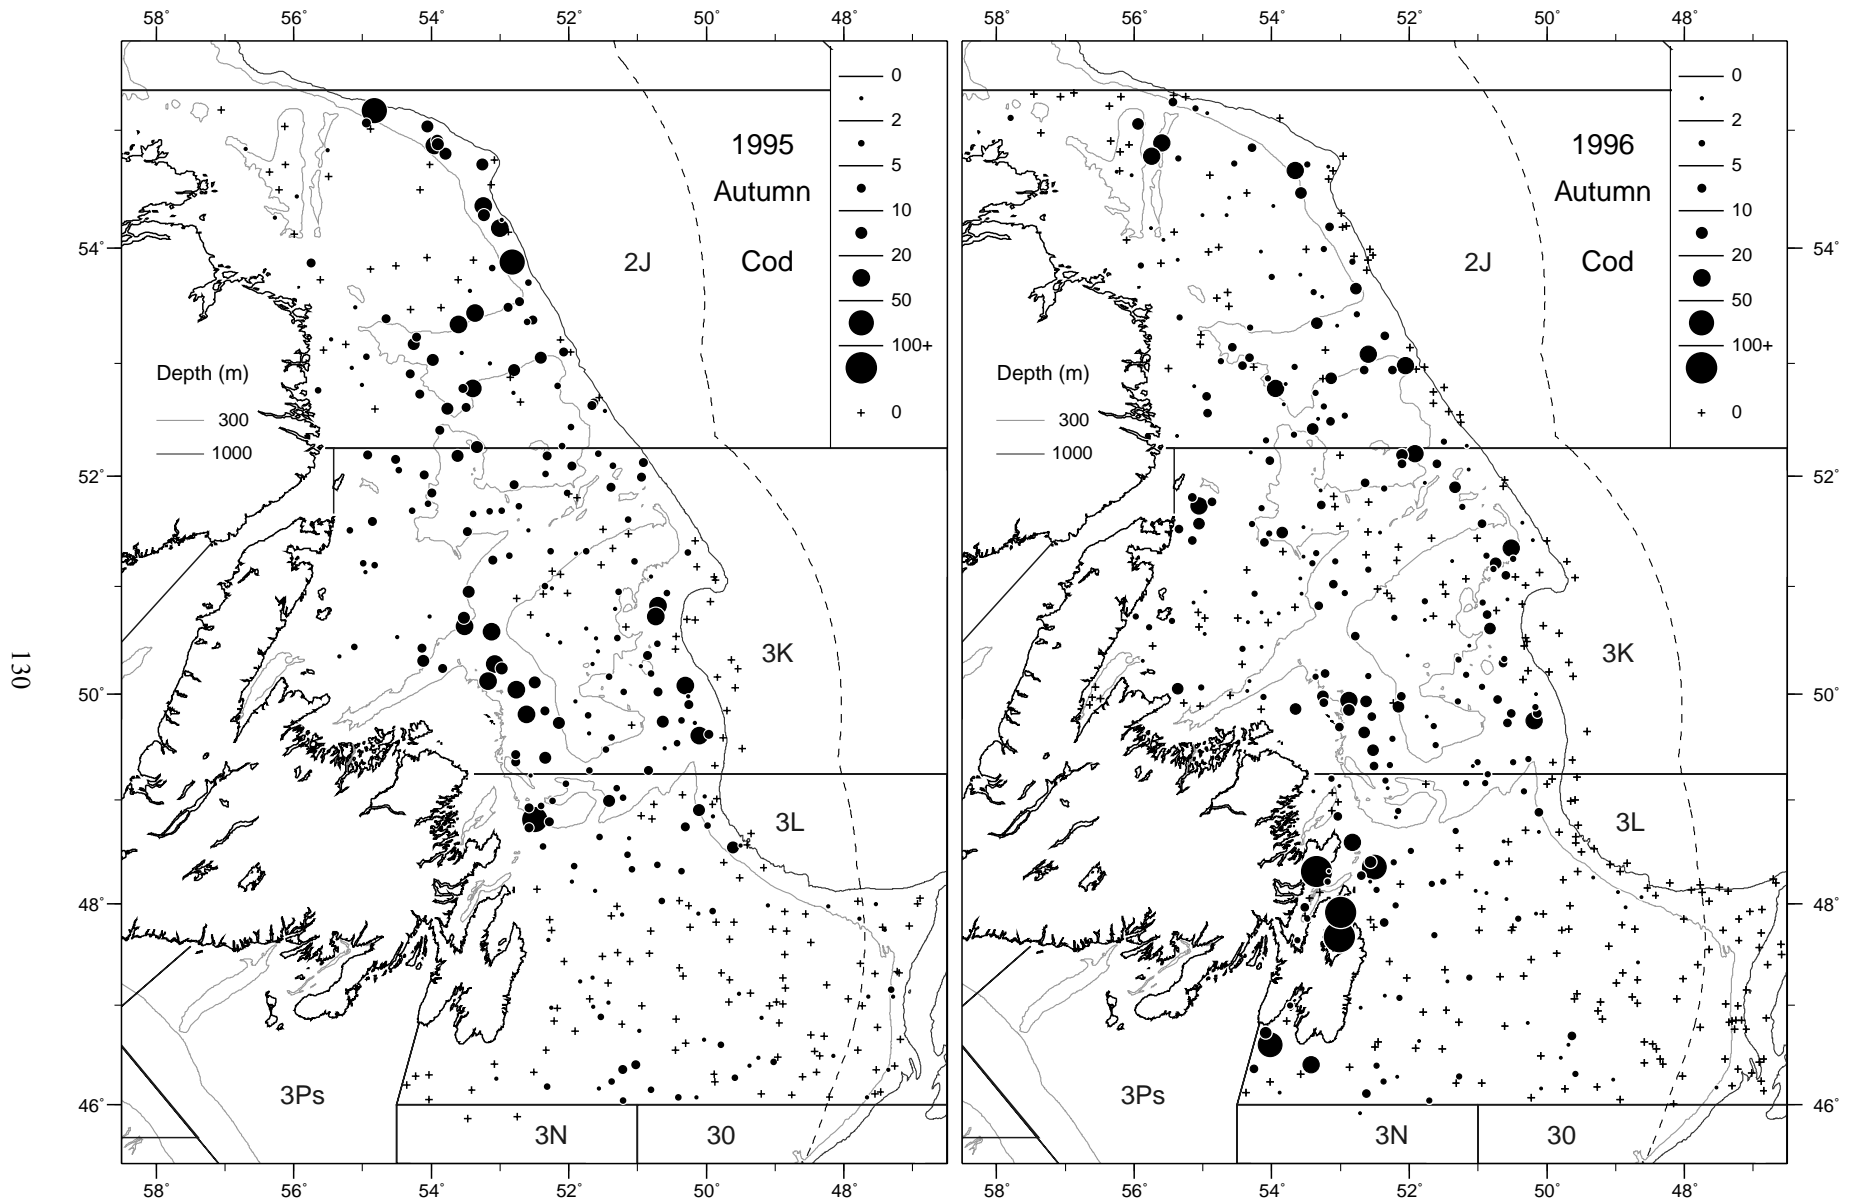 58˚ 56˚ 54˚ 52˚ 50˚ 48˚ 58˚ 56˚ 54˚ 52˚ 50˚ 48˚
0 0
2 2
1995 1996
5 5
Autumn Autumn
10 10
54˚ 2J 20 Cod 2J 20 Cod 54˚
50 50
100+ 100+
Depth (m) Depth (m)
0 0
300 300
1000 1000
52˚ 52˚
130
3K 3K
50˚ 50˚
3L 3L
48˚ 48˚
3Ps 3Ps
46˚ 46˚
3N 30 3N 30
58˚ 56˚ 54˚ 52˚ 50˚ 48˚ 58˚ 56˚ 54˚ 52˚ 50˚ 48˚